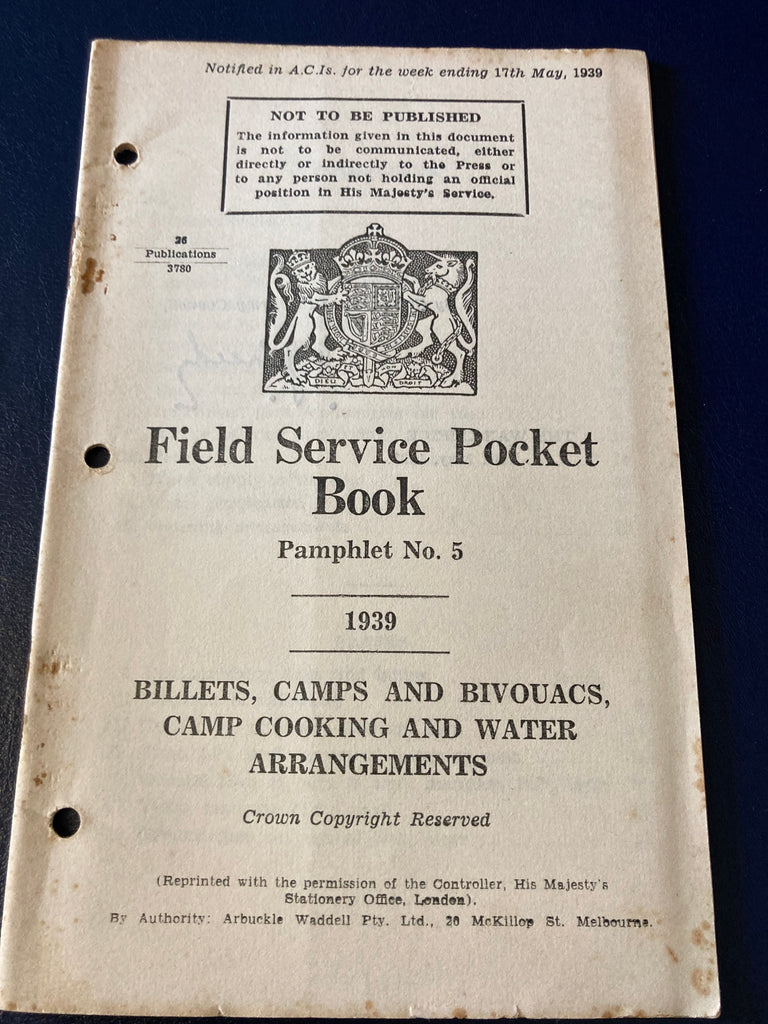 Notified in A.C.Is. for the week ending 17th May, 1939
NOT TO BE PUBLISHED
The information given in this document
is not to be communicated, either
directly or indirectly to the Press or
to any person not holding an official
position in His Majesty's Service.
26
Publications
3780
DIEU ET MON DROIT
Field Service Pocket
Book
Pamphlet No. 5
1939
BILLETS, CAMPS AND BIVOUACS,
CAMP COOKING AND WATER
ARRANGEMENTS
Crown Copyright Reserved
(Reprinted with the permission of the Controller, His Majesty's
Stationery Office, London).
By Authority: Arbuckle Waddell Pty. Ltd., 26 McKillop St. Melbourne.